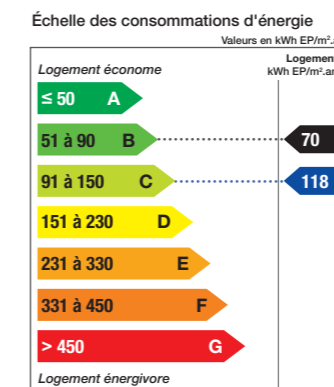 Échelle des consommations d'énergie
Valeurs en kWh EP/m².a
Logement
Logement économe
kWh EP/m².an
≤ 50 A
51 à 90 B 70
91 à 150 C 118
151 à 230 D
231 à 330 E
331 à 450 F
> 450 G
Logement énergivore